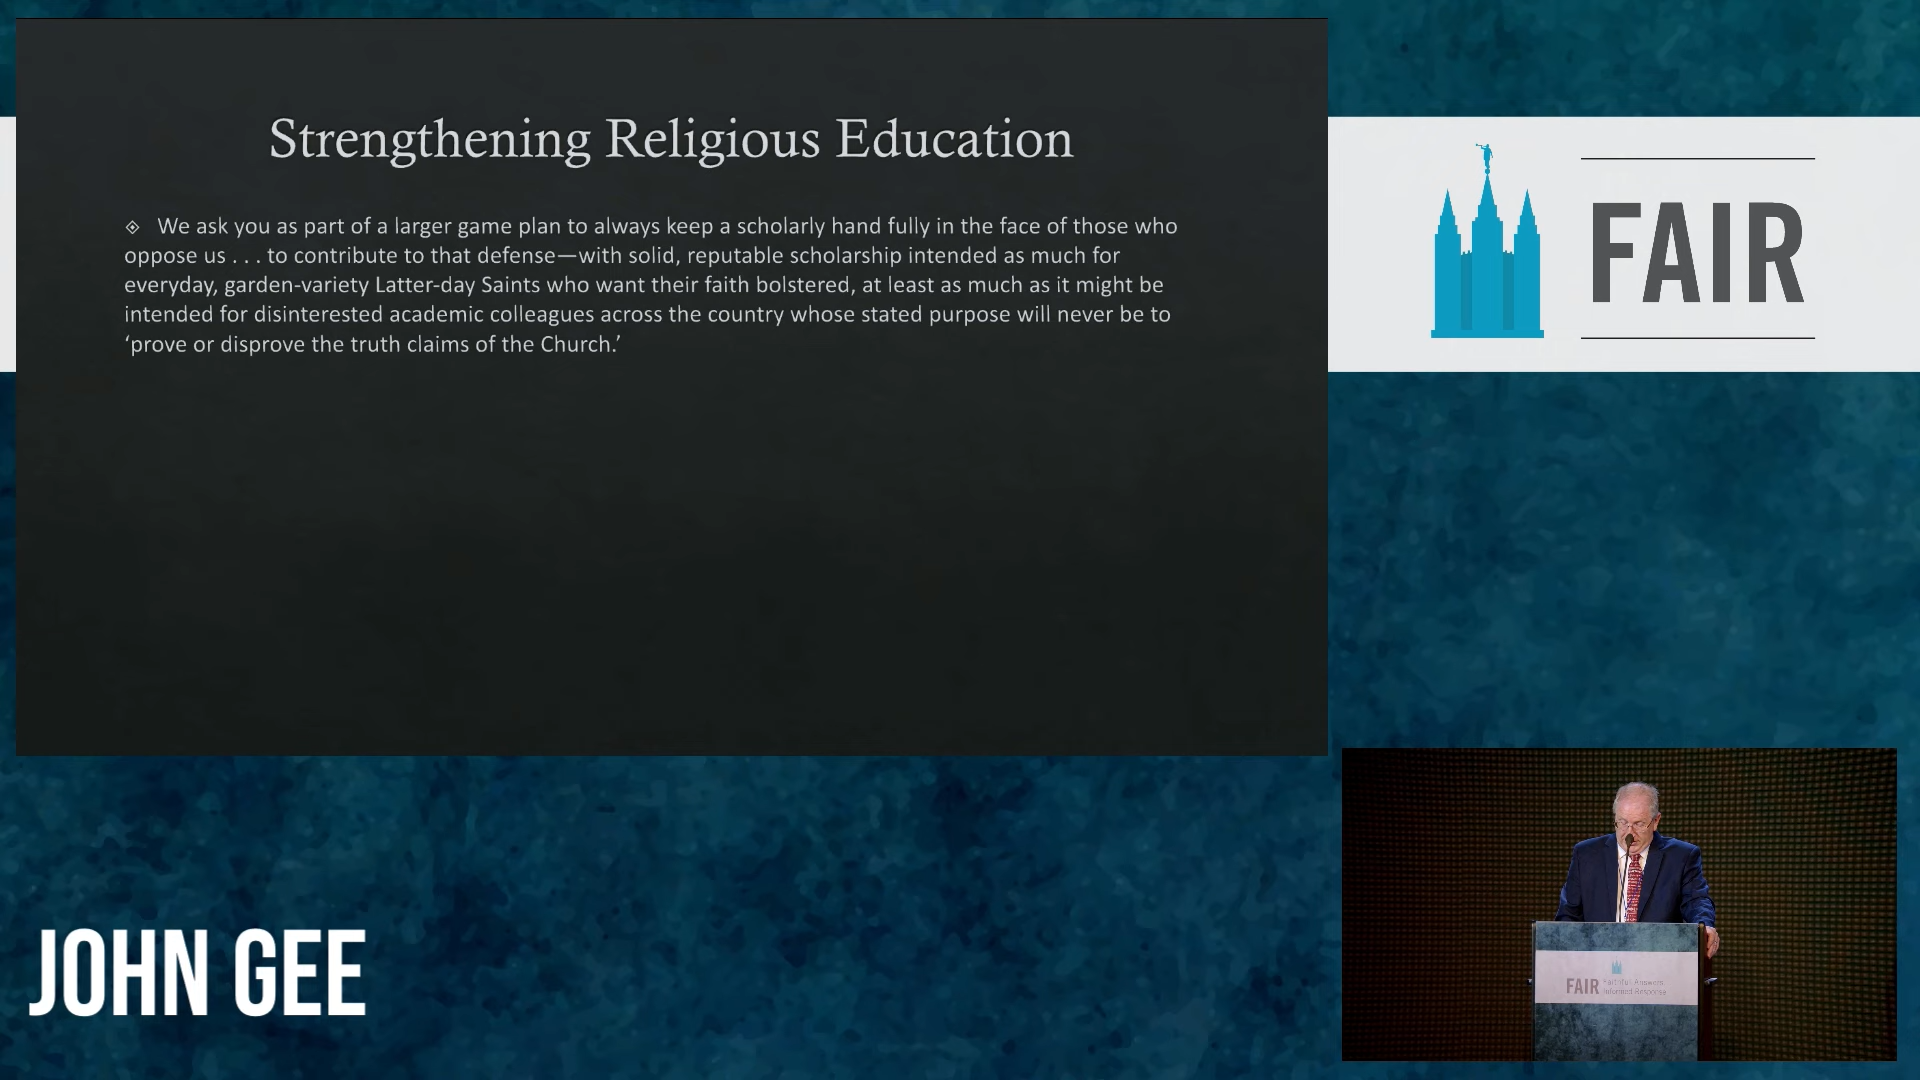 Strengthening Religious Education
We ask you as part of a larger game plan to always keep a scholarly hand fully in the face of those who
oppose us . . . to contribute to that defense—with solid, reputable scholarship intended as much for
everyday, garden-variety Latter-day Saints who want their faith bolstered, at least as much as it might be
intended for disinterested academic colleagues across the country whose stated purpose will never be to
‘prove or disprove the truth claims of the Church.’
FAIR
JOHN GEE
FAIR
Faithful Answers,
Informed Response